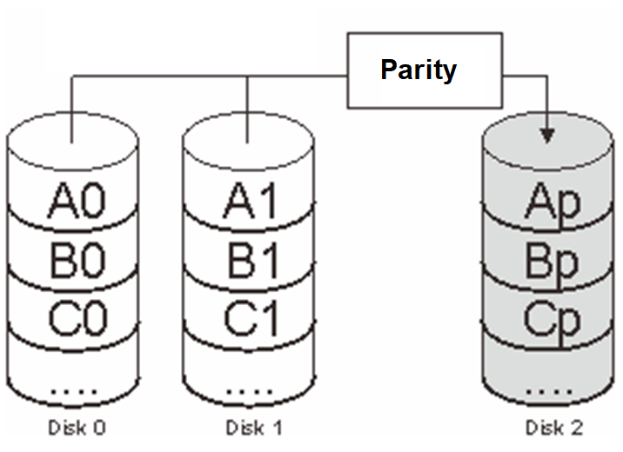 Parity
A0 A1 Ap
B0 B1 Bp
C0 C1 Cp
.... .... ....
Disk 0 Disk 1 Disk 2